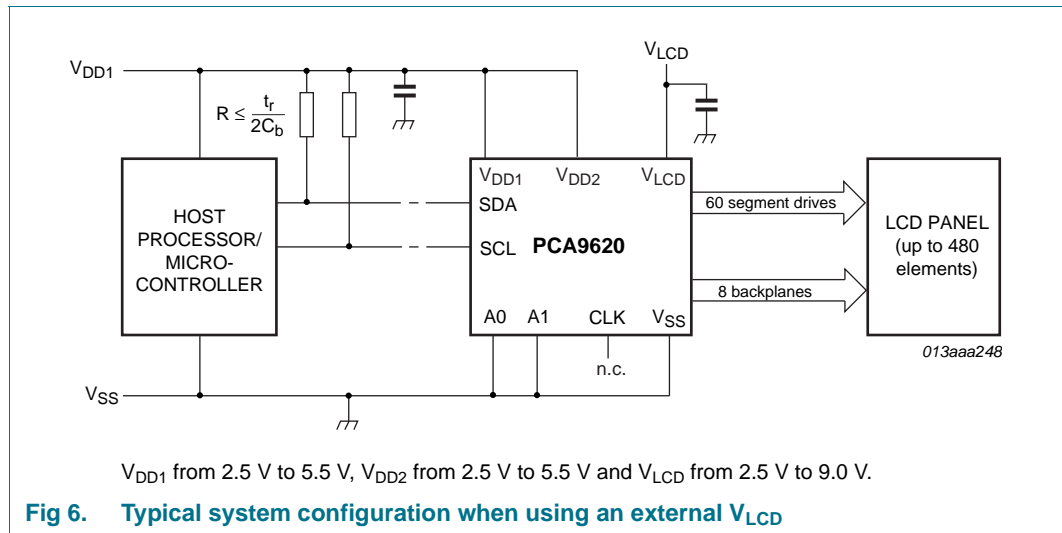 VLCD
VDD1
R ≤ tr
2Cb
VDD1 VDD2 VLCD
SDA
SCL
PCA9620
HOST
PROCESSOR/
MICRO-
CONTROLLER
60 segment drives
8 backplanes
LCD PANEL
(up to 480
elements)
A0 A1 CLK VSS
n.c.
013aaa248
VSS
VDD1 from 2.5 V to 5.5 V, VDD2 from 2.5 V to 5.5 V and VLCD from 2.5 V to 9.0 V.
Fig 6. Typical system configuration when using an external VLCD